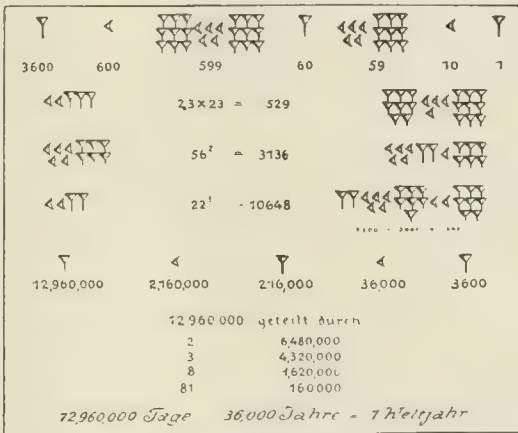 3600 600 599 60 59 10 1
23 × 23 = 529
56² = 3136
22³ - 10648
12,960,000 2,160,000 216,000 36,000 3600
12 960 000 geteilt durch
2 6,480,000
3 4,320,000
8 1,620,000
81 160 000
12,960,000 Tage 36,000 Jahre = 1 Weltjahr